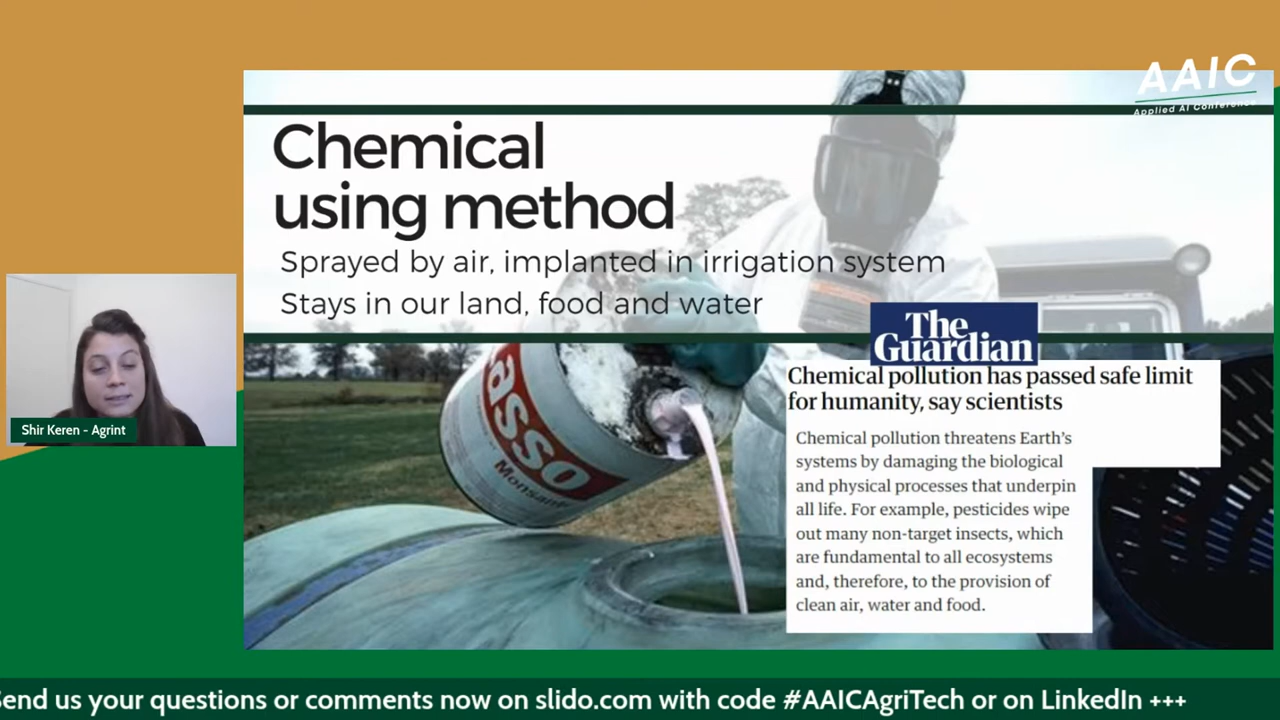 AAIC
Applied AI Conference
Chemical
using method
Sprayed by air, implanted in irrigation system
Stays in our land, food and water
The
Guardian
Chemical pollution has passed safe limit
for humanity, say scientists
Chemical pollution threatens Earth's
systems by damaging the biological
and physical processes that underpin
all life. For example, pesticides wipe
out many non-target insects, which
are fundamental to all ecosystems
and, therefore, to the provision of
clean air, water and food.
asso
Shir Keren - Agrint
us your questions or comments now on slido.com with code #AAICAgriTech or on LinkedIn +++